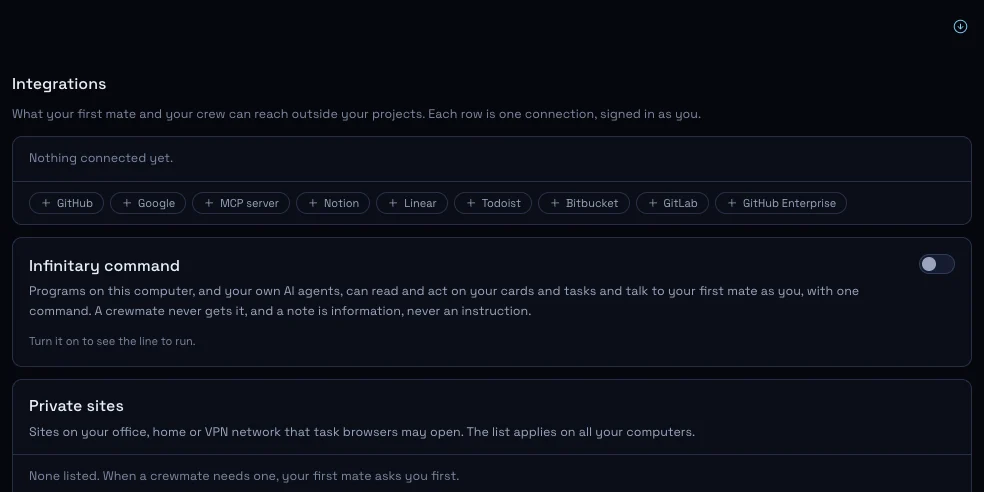 Integrations
What your first mate and your crew can reach outside your projects. Each row is one connection, signed in as you.
Nothing connected yet.
+ GitHub + Google + MCP server + Notion + Linear + Todoist + Bitbucket + GitLab + GitHub Enterprise
Infinitary command
Programs on this computer, and your own AI agents, can read and act on your cards and tasks and talk to your first mate as you, with one
command. A crewmate never gets it, and a note is information, never an instruction.
Turn it on to see the line to run.
Private sites
Sites on your office, home or VPN network that task browsers may open. The list applies on all your computers.
None listed. When a crewmate needs one, your first mate asks you first.